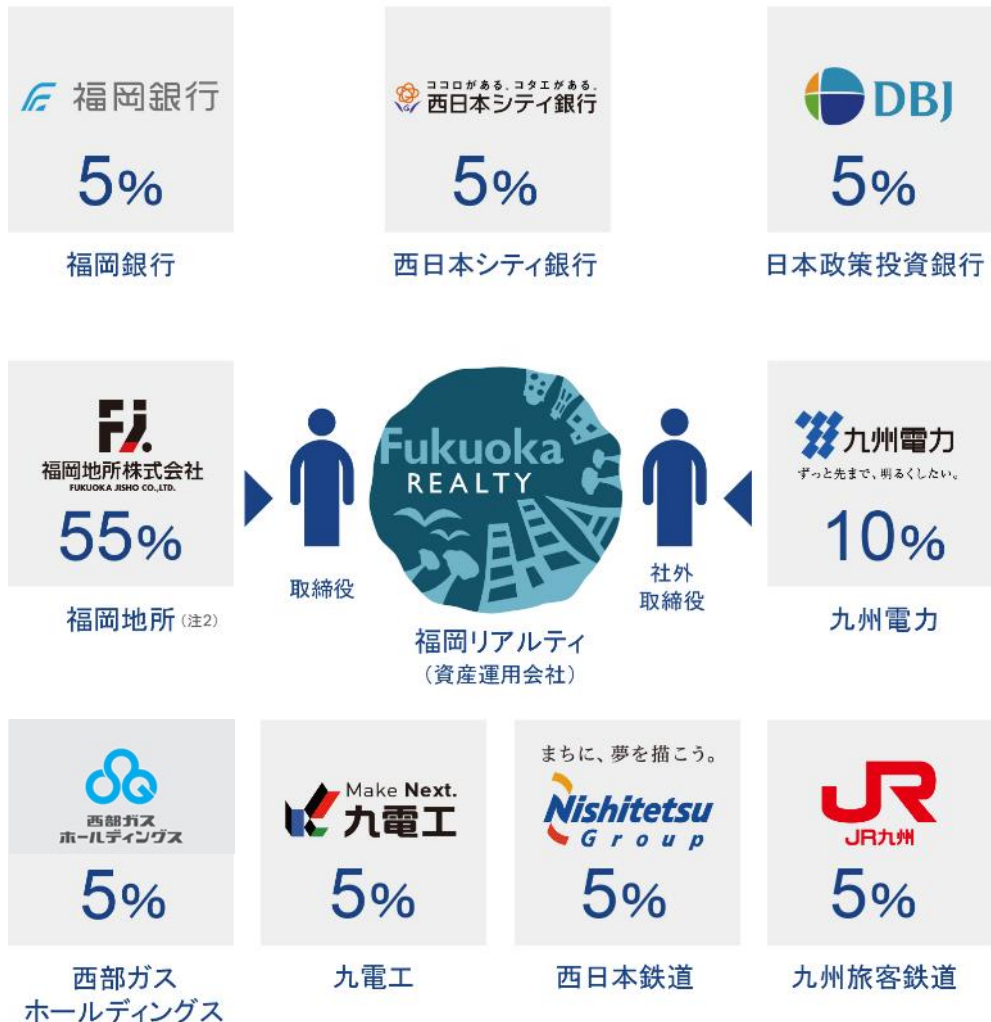 福岡銀行
5%
福岡銀行
ココロがある、コタエがある。
西日本シティ銀行
5%
西日本シティ銀行
DBJ
5%
日本政策投資銀行
FJ.
福岡地所株式会社
FUKUOKA JISHO CO.,LTD.
55%
福岡地所(注2)
取締役
Fukuoka
REALTY
福岡リアルティ
(資産運用会社)
社外
取締役
九州電力
ずっと先まで、明るくしたい。
10%
九州電力
西部ガス
ホールディングス
5%
西部ガス
ホールディングス
Make Next.
九電工
5%
九電工
まちに、夢を描こう。
Nishitetsu
Group
5%
西日本鉄道
JR
JR九州
5%
九州旅客鉄道